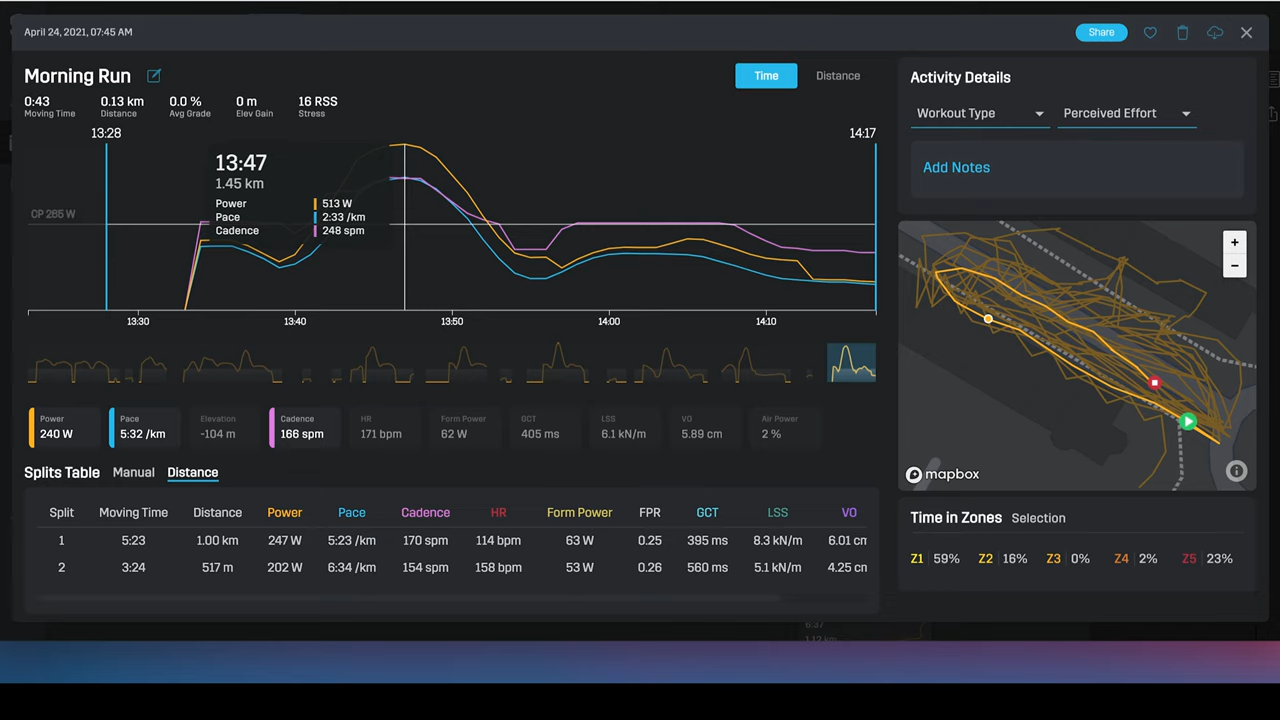 April 24, 2021, 07:45 AM
Share
Morning Run
Time
Distance
0:43
0.13 km
0.0 %
0 m
16 RSS
Moving Time
Distance
Avg Grade
Elev Gain
Stress
13:28
14:17
13:47
1.45 km
Power 513 W
Pace 2:33 /km
Cadence 248 spm
CP 265 W
13:30
13:40
13:50
14:00
14:10
Power
240 W
Pace
5:32 /km
Elevation
-104 m
Cadence
166 spm
HR
171 bpm
Form Power
62 W
GCT
405 ms
LSS
6.1 kN/m
VO
5.89 cm
Air Power
2 %
Splits Table Manual Distance
Split Moving Time Distance Power Pace Cadence HR Form Power FPR GCT LSS VO
1 5:23 1.00 km 247 W 5:23 /km 170 spm 114 bpm 63 W 0.25 395 ms 8.3 kN/m 6.01 cm
2 3:24 517 m 202 W 6:34 /km 154 spm 158 bpm 53 W 0.26 560 ms 5.1 kN/m 4.25 cm
Activity Details
Workout Type
Perceived Effort
Add Notes
+
−
mapbox
Time in Zones Selection
Z1 59% Z2 16% Z3 0% Z4 2% Z5 23%